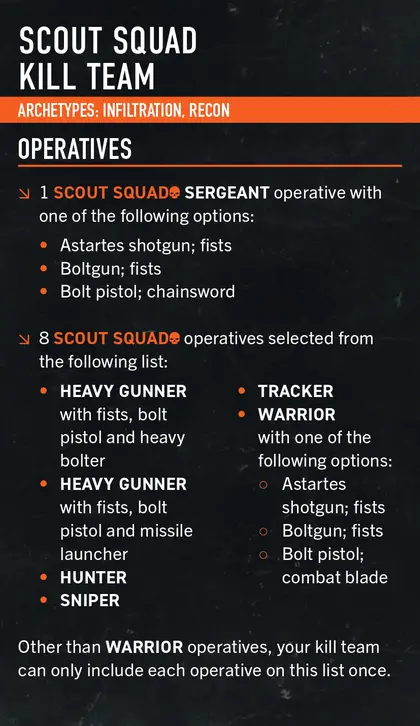 SCOUT SQUAD
KILL TEAM
ARCHETYPES: INFILTRATION, RECON
OPERATIVES
1 SCOUT SQUAD SERGEANT operative with
one of the following options:
Astartes shotgun; fists
Boltgun; fists
Bolt pistol; chainsword
8 SCOUT SQUAD operatives selected from
the following list:
HEAVY GUNNER
with fists, bolt
pistol and heavy
bolter
HEAVY GUNNER
with fists, bolt
pistol and missile
launcher
HUNTER
SNIPER
TRACKER
WARRIOR
with one of the
following options:
Astartes
shotgun; fists
Boltgun; fists
Bolt pistol;
combat blade
Other than WARRIOR operatives, your kill team
can only include each operative on this list once.